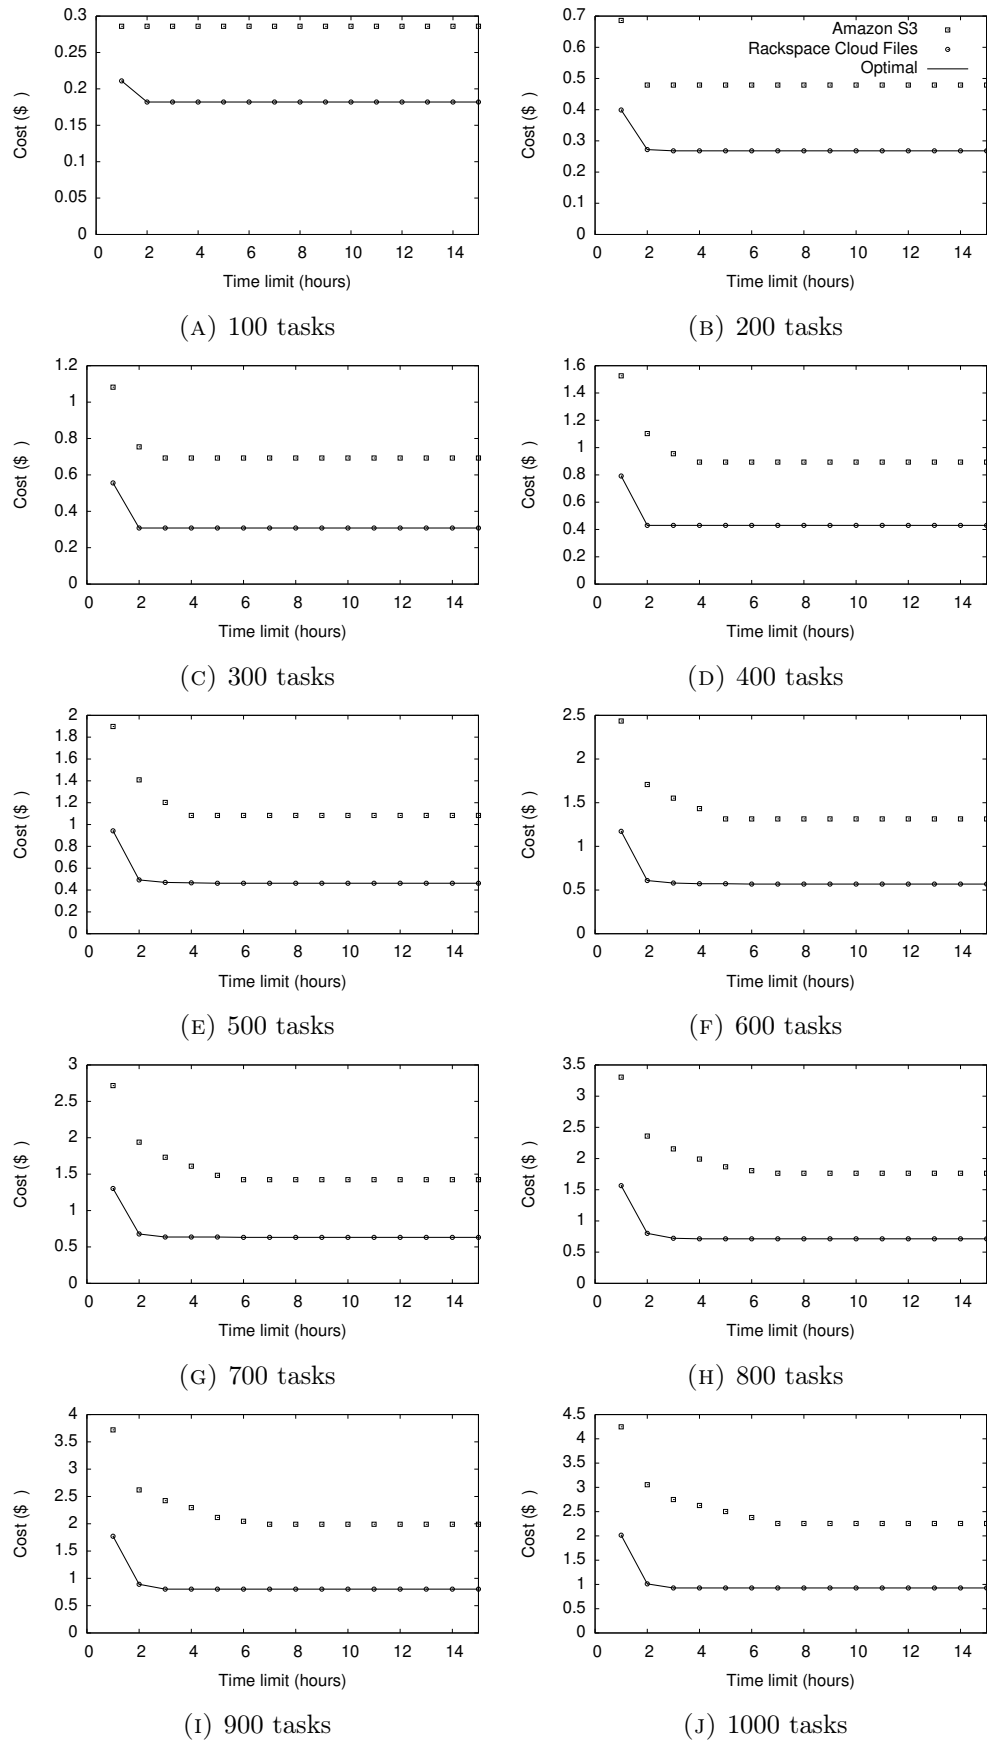 0.3
0.25
0.2
0.15
0.1
0.05
0
Cost ($ )
0 2 4 6 8 10 12 14
Time limit (hours)
(A) 100 tasks
0.7
0.6
0.5
0.4
0.3
0.2
0.1
0
Cost ($ )
Amazon S3
Rackspace Cloud Files
Optimal
0 2 4 6 8 10 12 14
Time limit (hours)
(B) 200 tasks
1.2
1
0.8
0.6
0.4
0.2
0
Cost ($ )
0 2 4 6 8 10 12 14
Time limit (hours)
(C) 300 tasks
1.6
1.4
1.2
1
0.8
0.6
0.4
0.2
0
Cost ($ )
0 2 4 6 8 10 12 14
Time limit (hours)
(D) 400 tasks
2
1.8
1.6
1.4
1.2
1
0.8
0.6
0.4
0.2
0
Cost ($ )
0 2 4 6 8 10 12 14
Time limit (hours)
(E) 500 tasks
2.5
2
1.5
1
0.5
0
Cost ($ )
0 2 4 6 8 10 12 14
Time limit (hours)
(F) 600 tasks
3
2.5
2
1.5
1
0.5
0
Cost ($ )
0 2 4 6 8 10 12 14
Time limit (hours)
(G) 700 tasks
3.5
3
2.5
2
1.5
1
0.5
0
Cost ($ )
0 2 4 6 8 10 12 14
Time limit (hours)
(H) 800 tasks
4
3.5
3
2.5
2
1.5
1
0.5
0
Cost ($ )
0 2 4 6 8 10 12 14
Time limit (hours)
(I) 900 tasks
4.5
4
3.5
3
2.5
2
1.5
1
0.5
0
Cost ($ )
0 2 4 6 8 10 12 14
Time limit (hours)
(J) 1000 tasks